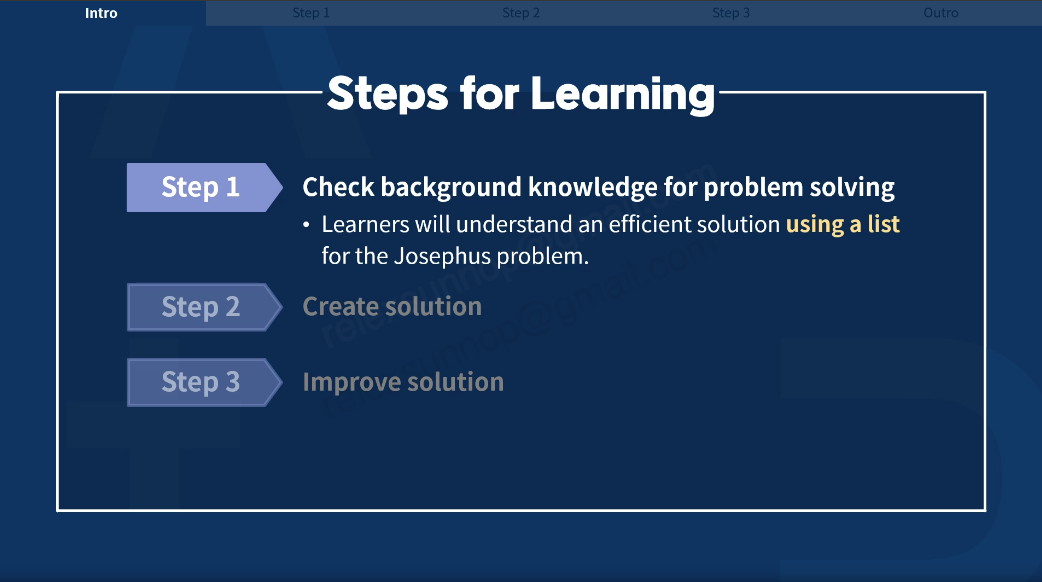 Intro
Step 1
Step 2
Step 3
Outro
Steps for Learning
Step 1
Check background knowledge for problem solving
• Learners will understand an efficient solution using a list
for the Josephus problem.
Step 2
Create solution
Step 3
Improve solution